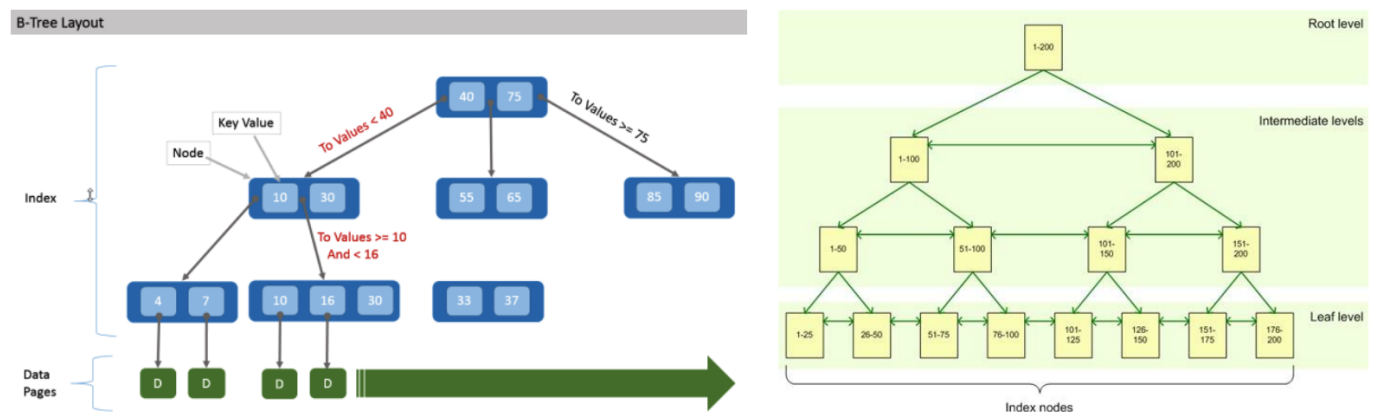 B-Tree Layout
40 75
To Values < 40
To Values >= 75
Key Value
Node
Index
10 30
55 65
85 90
To Values >= 10
And < 16
4 7
10 16 30
33 37
Data
Pages
D D D D
Root level
1-200
Intermediate levels
1-100
101-
200
1-50
51-100
101-
150
151-
200
Leaf level
1-25
26-50
51-75
76-100
101-
125
126-
150
151-
175
176-
200
Index nodes